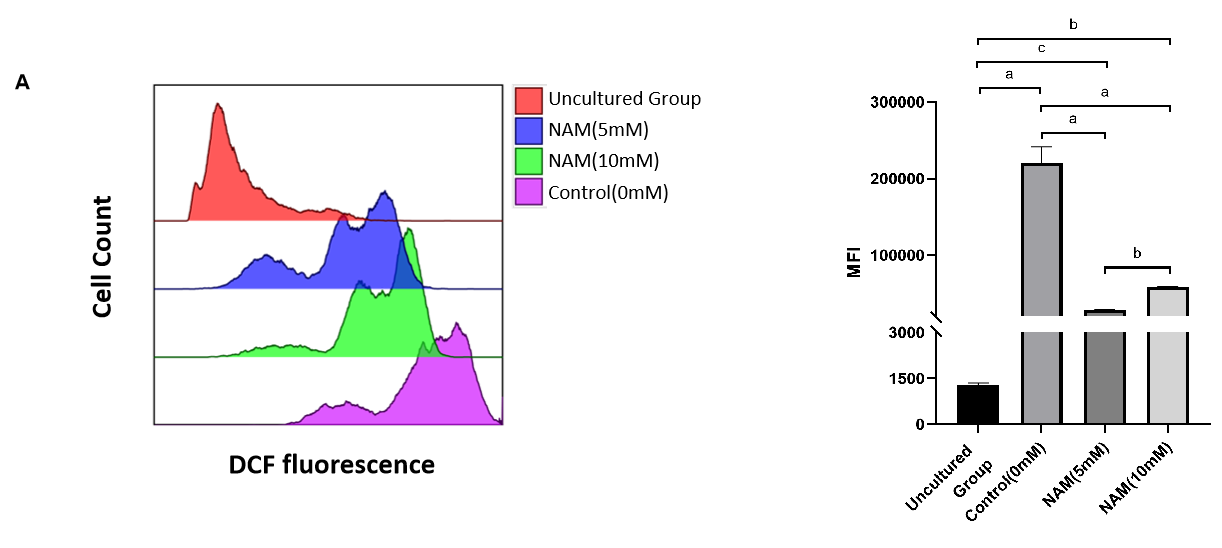 A
Cell Count
DCF fluorescence
Uncultured Group
NAM(5mM)
NAM(10mM)
Control(0mM)
b
c
a
a
a
b
MFI
300000
200000
100000
3000
1500
0
Uncultured
Group
Control(0mM)
NAM(5mM)
NAM(10mM)